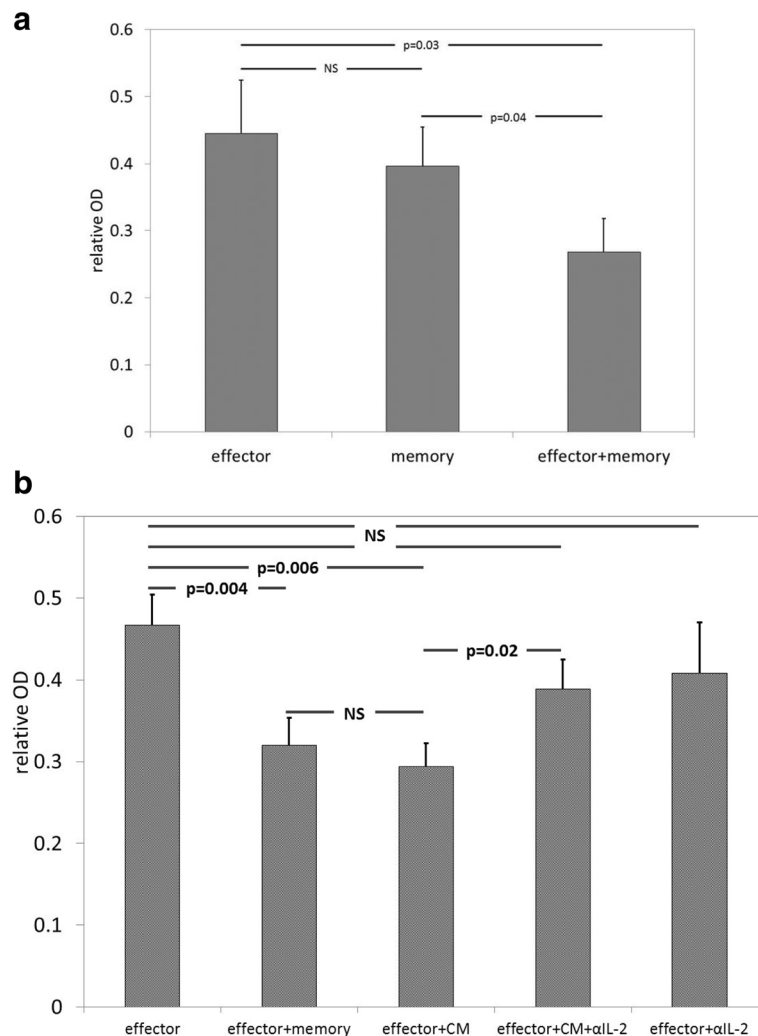 a
0.6
p=0.03
NS
0.5
p=0.04
0.4
0.3
0.2
0.1
0
relative OD
effector memory effector+memory
b
0.6
NS
p=0.006
p=0.004
0.5
p=0.02
0.4
NS
0.3
0.2
0.1
0
relative OD
effector effector+memory effector+CM effector+CM+αIL-2 effector+αIL-2